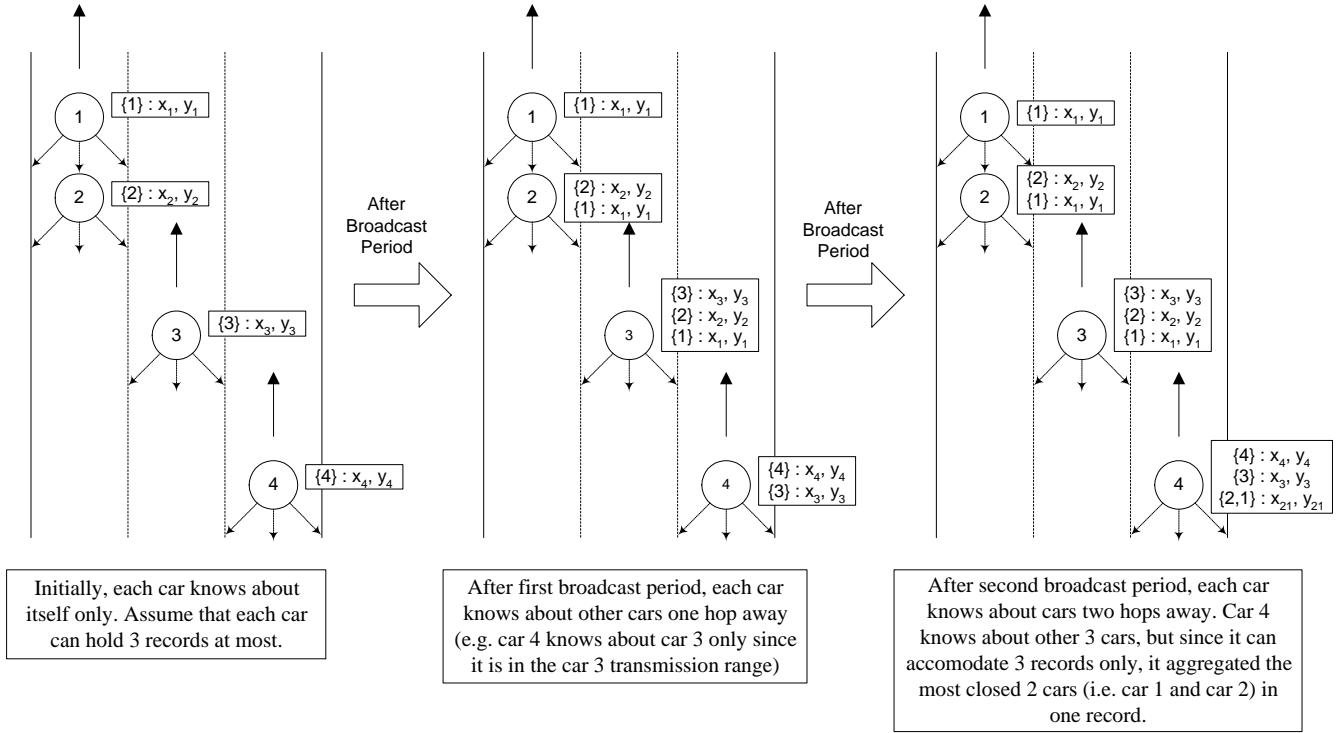 1
{1} : x₁, y₁
2
{2} : x₂, y₂
3
{3} : x₃, y₃
4
{4} : x₄, y₄
Initially, each car knows about
itself only. Assume that each car
can hold 3 records at most.
After
Broadcast
Period
1
{1} : x₁, y₁
2
{2} : x₂, y₂
{1} : x₁, y₁
3
{3} : x₃, y₃
{2} : x₂, y₂
{1} : x₁, y₁
4
{4} : x₄, y₄
{3} : x₃, y₃
After first broadcast period, each car
knows about other cars one hop away
(e.g. car 4 knows about car 3 only since
it is in the car 3 transmission range)
After
Broadcast
Period
1
{1} : x₁, y₁
2
{2} : x₂, y₂
{1} : x₁, y₁
3
{3} : x₃, y₃
{2} : x₂, y₂
{1} : x₁, y₁
4
{4} : x₄, y₄
{3} : x₃, y₃
{2,1} : x₂₁, y₂₁
After second broadcast period, each car
knows about cars two hops away. Car 4
knows about other 3 cars, but since it can
accomodate 3 records only, it aggregated the
most closed 2 cars (i.e. car 1 and car 2) in
one record.